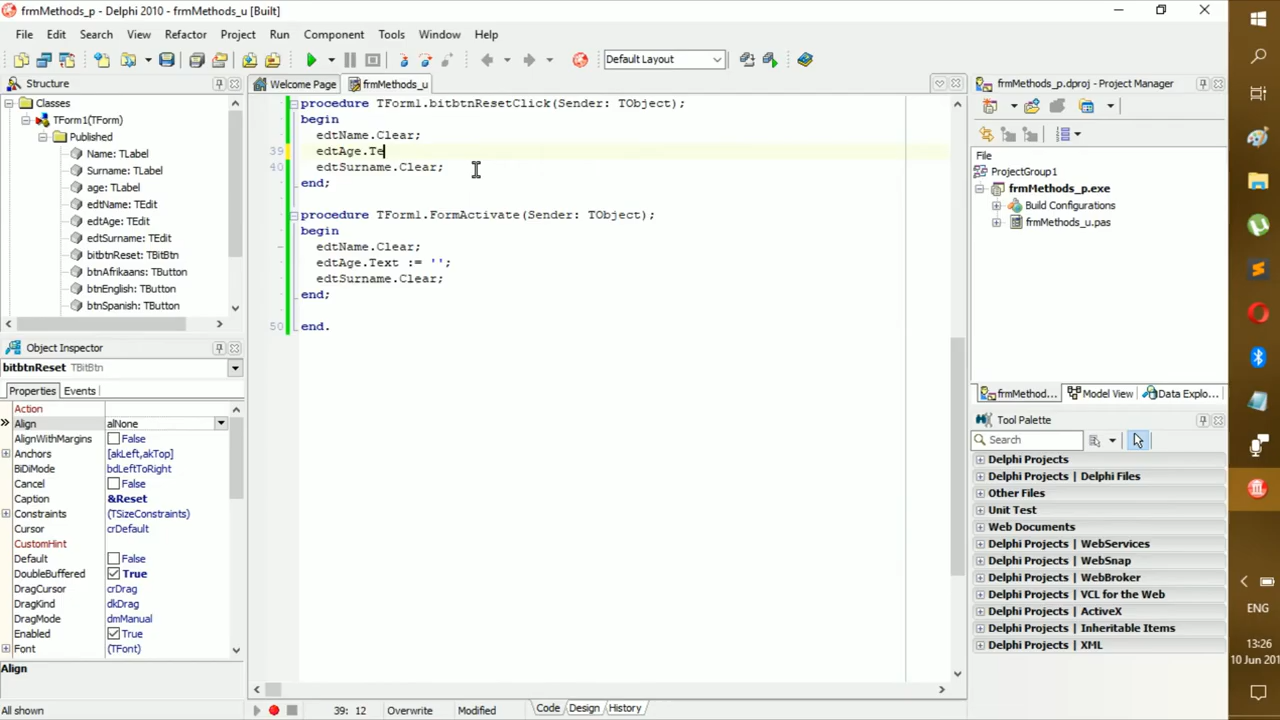 frmMethods_p - Delphi 2010 - frmMethods_u [Built]
File Edit Search View Refactor Project Run Component Tools Window Help
Default Layout
Structure
Classes
TForm1(TForm)
Published
Name: TLabel
Surname: TLabel
age: TLabel
edtName: TEdit
edtAge: TEdit
edtSurname: TEdit
bitbtnReset: TBitBtn
btnAfrikaans: TButton
btnEnglish: TButton
btnSpanish: TButton
Object Inspector
bitbtnReset TBitBtn
Properties Events
Action
Align alNone
AlignWithMargins False
Anchors [akLeft,akTop]
BiDiMode bdLeftToRight
Cancel False
Caption &Reset
Constraints (TSizeConstraints)
Cursor crDefault
CustomHint
Default False
DoubleBuffered True
DragCursor crDrag
DragKind dkDrag
DragMode dmManual
Enabled True
Font (TFont)
Align
All shown
Welcome Page frmMethods_u
procedure TForm1.bitbtnResetClick(Sender: TObject);
begin
edtName.Clear;
39 edtAge.Te
40 edtSurname.Clear;
end;
procedure TForm1.FormActivate(Sender: TObject);
begin
edtName.Clear;
edtAge.Text := '';
edtSurname.Clear;
end;
50 end.
39: 12 Overwrite Modified Code Design History
frmMethods_p.dproj - Project Manager
File
ProjectGroup1
frmMethods_p.exe
Build Configurations
frmMethods_u.pas
frmMethod... Model View Data Explo...
Tool Palette
Search
Delphi Projects
Delphi Projects | Delphi Files
Other Files
Unit Test
Web Documents
Delphi Projects | WebServices
Delphi Projects | WebSnap
Delphi Projects | WebBroker
Delphi Projects | VCL for the Web
Delphi Projects | ActiveX
Delphi Projects | Inheritable Items
Delphi Projects | XML
ENG
13:26
10 Jun 201